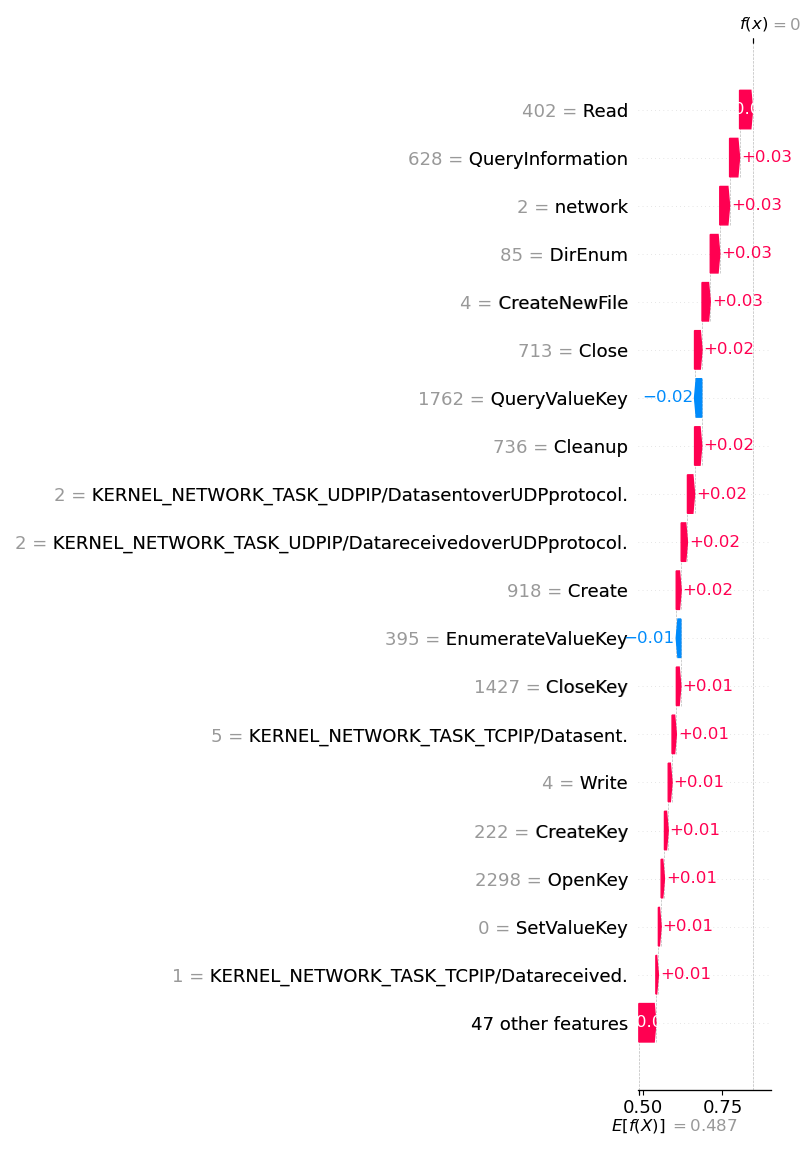 f(x) = 0
402 = Read
628 = QueryInformation +0.03
2 = network +0.03
85 = DirEnum +0.03
4 = CreateNewFile +0.03
713 = Close +0.02
1762 = QueryValueKey −0.02
736 = Cleanup +0.02
2 = KERNEL_NETWORK_TASK_UDPIP/DatasentoverUDPprotocol. +0.02
2 = KERNEL_NETWORK_TASK_UDPIP/DatareceivedoverUDPprotocol. +0.02
918 = Create +0.02
395 = EnumerateValueKey −0.01
1427 = CloseKey +0.01
5 = KERNEL_NETWORK_TASK_TCPIP/Datasent. +0.01
4 = Write +0.01
222 = CreateKey +0.01
2298 = OpenKey +0.01
0 = SetValueKey +0.01
1 = KERNEL_NETWORK_TASK_TCPIP/Datareceived. +0.01
47 other features
0.50 0.75
E[f(X)] = 0.487